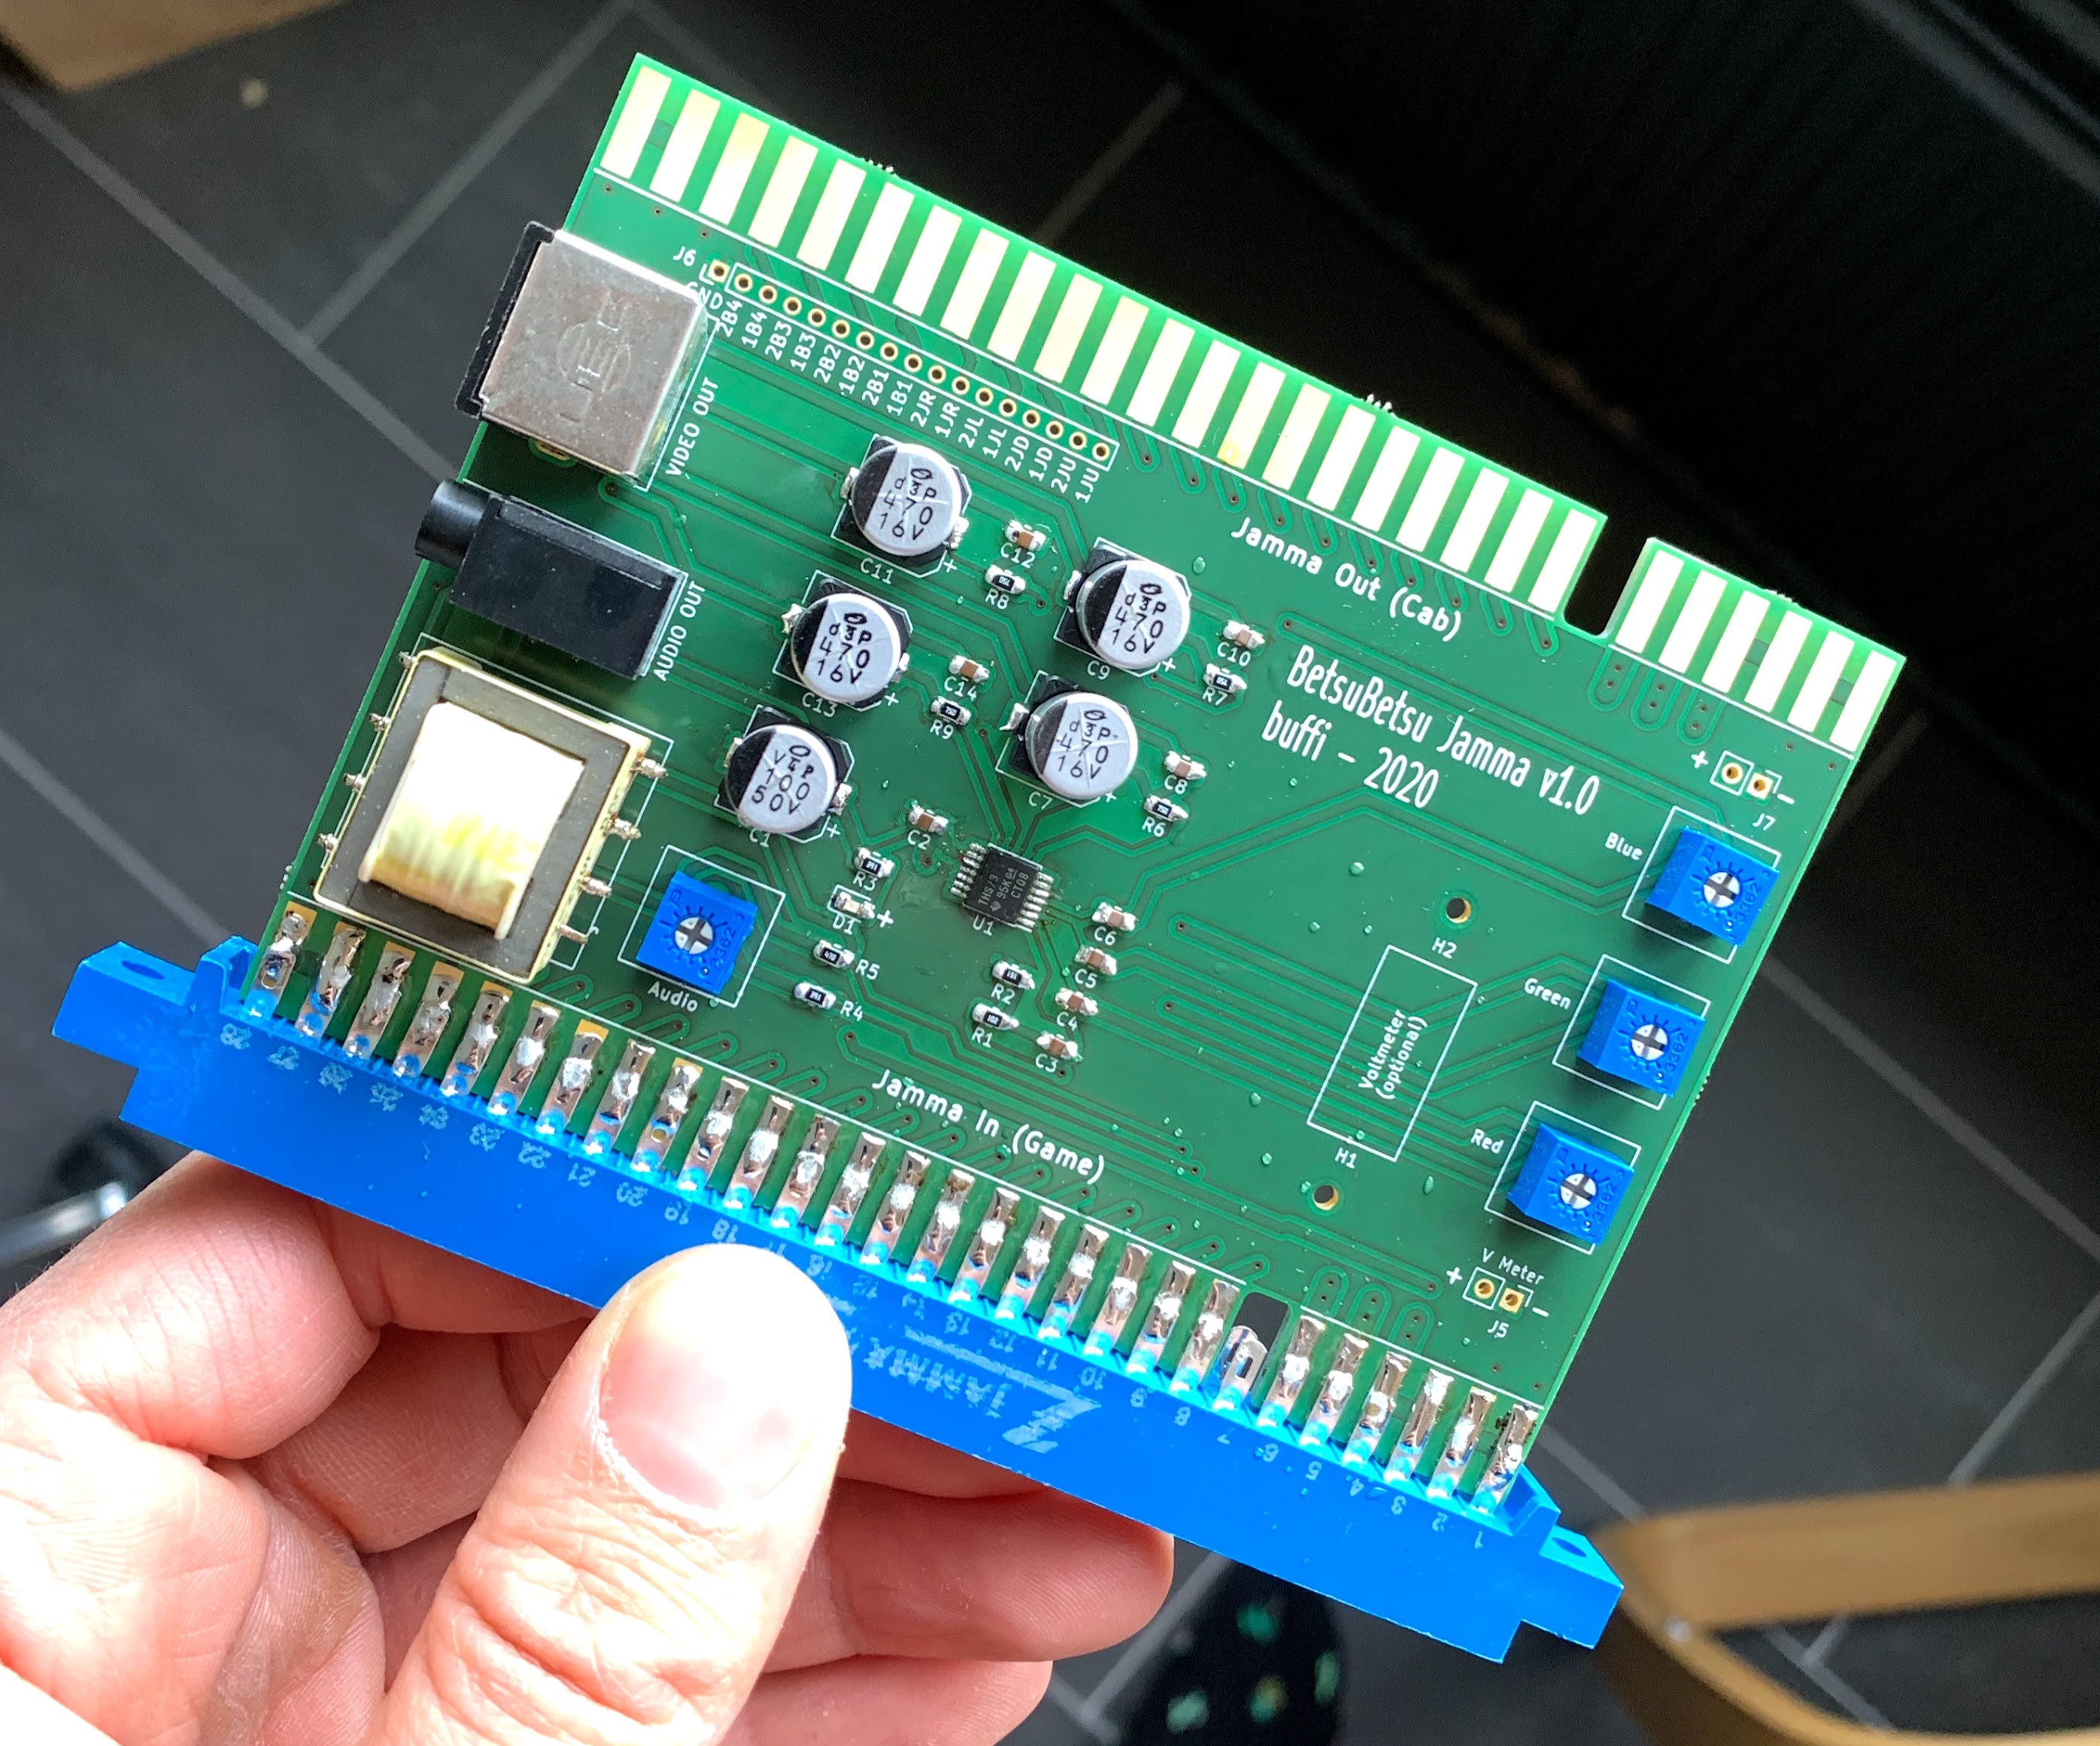 J6
GND
2B4
1B4
2B3
1B3
2B2
1B2
2B1
1B1
2JR
1JR
2JL
1JL
2JD
1JD
2JU
1JU
VIDEO OUT
AUDIO OUT
Jamma Out (Cab)
BetsuBetsu Jamma v1.0
buffi - 2020
470
16V
C11
C12
R8
470
16V
C9
C10
R7
470
16V
C13
C14
R9
470
16V
C7
C8
R6
100
50V
C1
C2
R3
D1
+
R5
R4
U1
C6
C5
C4
C3
R2
R1
Audio
3362
+
-
J7
Blue
3362
Green
3362
Red
3362
H2
Voltmeter
(optional)
H1
V Meter
+
-
J5
Jamma In (Game)
28
27
26
25
24
23
22
21
20
19
18
11
10
9
8
7
6
5
4
3
2
1
JAMMA